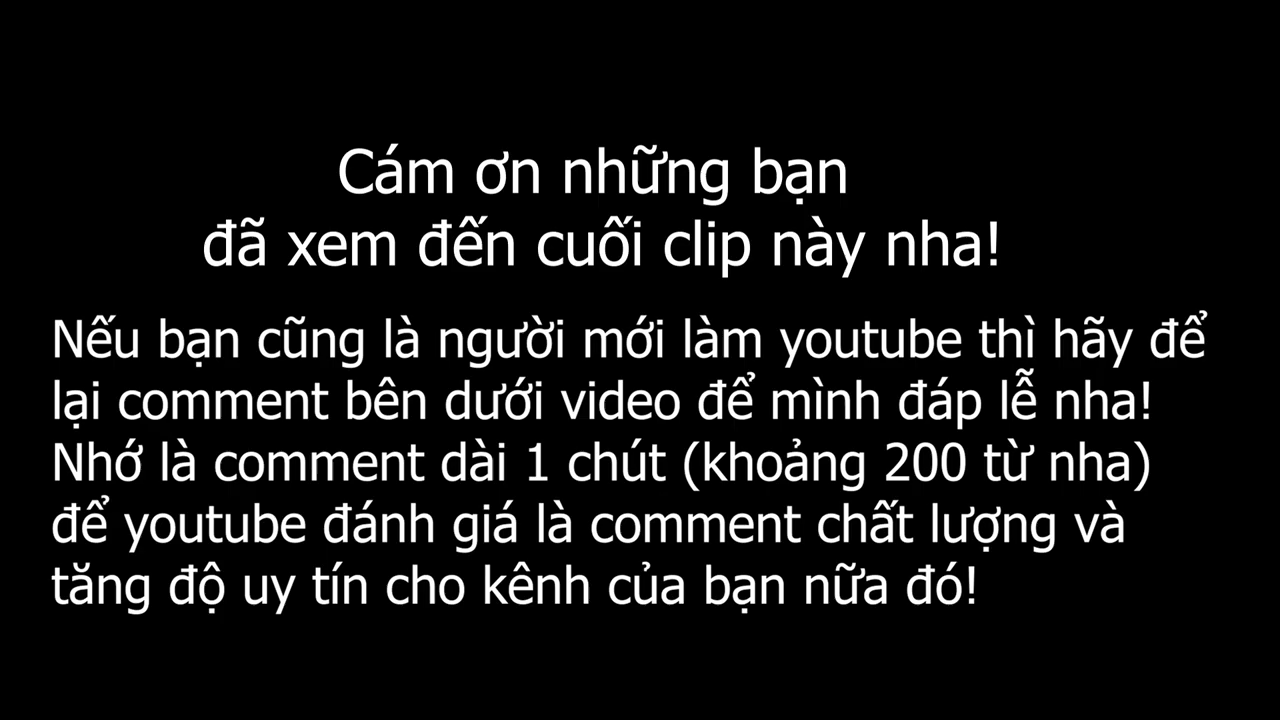 Cám ơn những bạn
đã xem đến cuối clip này nha!
Nếu bạn cũng là người mới làm youtube thì hãy để
lại comment bên dưới video để mình đáp lễ nha!
Nhớ là comment dài 1 chút (khoảng 200 từ nha)
để youtube đánh giá là comment chất lượng và
tăng độ uy tín cho kênh của bạn nữa đó!